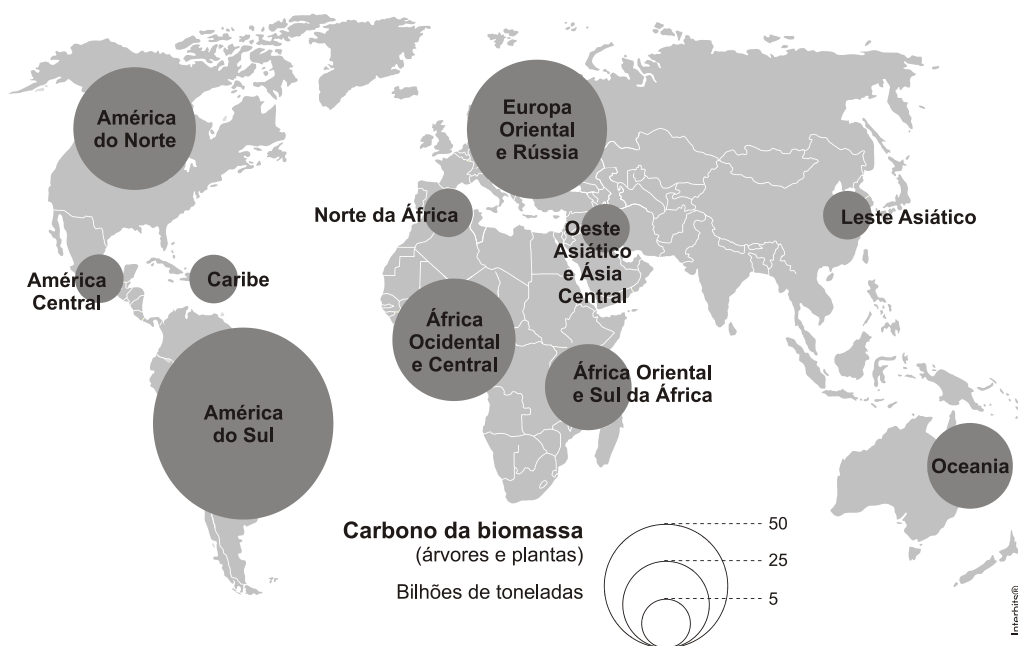 América
do Norte
Europa
Oriental
e Rússia
Norte da África
Oeste
Asiático
e Ásia
Central
Leste Asiático
América
Central
Caribe
África
Ocidental
e Central
África Oriental
e Sul da África
América
do Sul
Oceania
Carbono da biomassa
(árvores e plantas)
Bilhões de toneladas
50
25
5
Interbits®